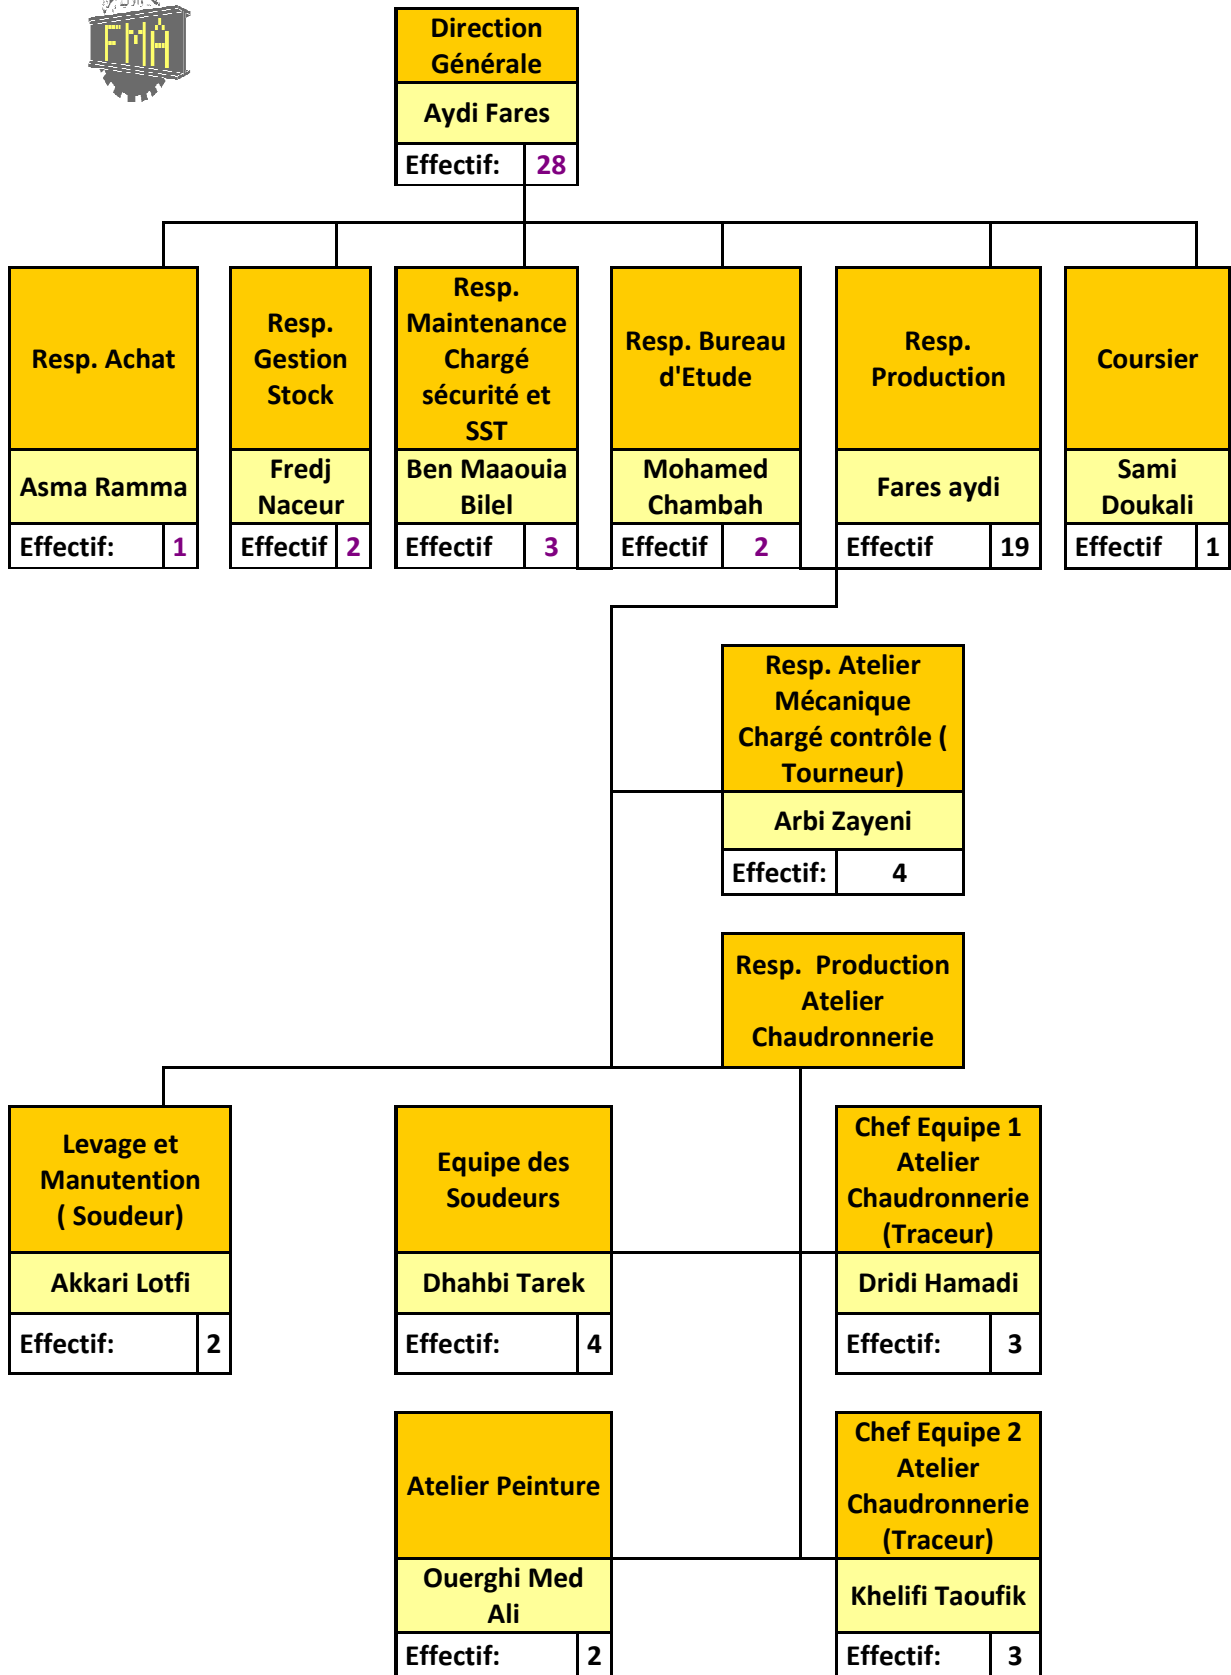 FMA
Direction
Générale
Aydi Fares
Effectif: 28
Resp. Achat
Asma Ramma
Effectif: 1
Resp.
Gestion
Stock
Fredj
Naceur
Effectif 2
Resp.
Maintenance
Chargé
sécurité et
SST
Ben Maaouia
Bilel
Effectif 3
Resp. Bureau
d'Etude
Mohamed
Chambah
Effectif 2
Resp.
Production
Fares aydi
Effectif 19
Coursier
Sami
Doukali
Effectif 1
Resp. Atelier
Mécanique
Chargé contrôle (
Tourneur)
Arbi Zayeni
Effectif: 4
Resp. Production
Atelier
Chaudronnerie
Levage et
Manutention
( Soudeur)
Akkari Lotfi
Effectif: 2
Equipe des
Soudeurs
Dhahbi Tarek
Effectif: 4
Chef Equipe 1
Atelier
Chaudronnerie
(Traceur)
Dridi Hamadi
Effectif: 3
Atelier Peinture
Ouerghi Med
Ali
Effectif: 2
Chef Equipe 2
Atelier
Chaudronnerie
(Traceur)
Khelifi Taoufik
Effectif: 3